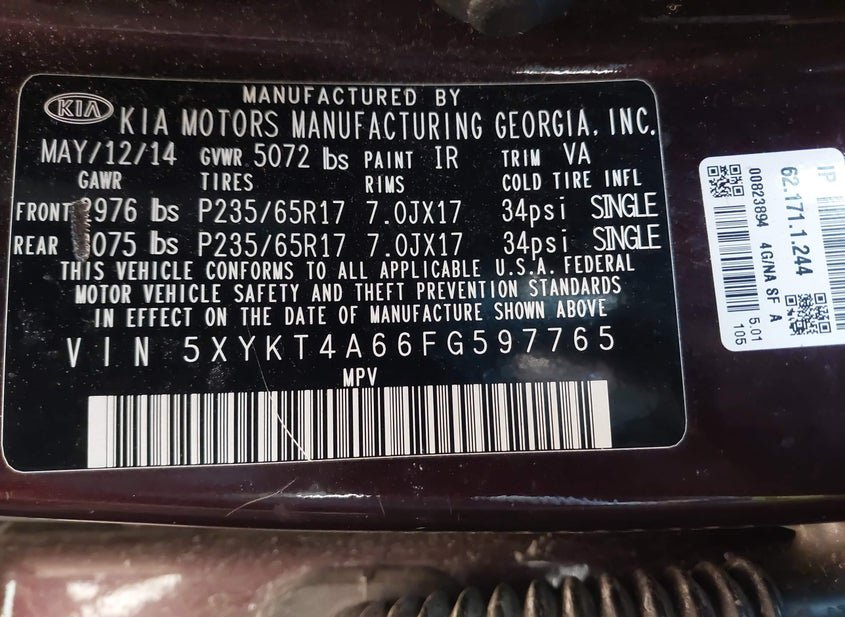 KIA
MANUFACTURED BY
KIA MOTORS MANUFACTURING GEORGIA, INC.
MAY/12/14 GVWR 5072 lbs PAINT IR TRIM VA
GAWR TIRES RIMS COLD TIRE INFL
FRONT 976 lbs P235/65R17 7.0JX17 34psi SINGLE
REAR 075 lbs P235/65R17 7.0JX17 34psi SINGLE
THIS VEHICLE CONFORMS TO ALL APPLICABLE U.S.A. FEDERAL
MOTOR VEHICLE SAFETY AND THEFT PREVENTION STANDARDS
IN EFFECT ON THE DATE OF MANUFACTURE SHOWN ABOVE
VIN 5XYKT4A66FG597765
MPV
IP
62.171.1.244
00823894 4G/NA SF A
5.01
105